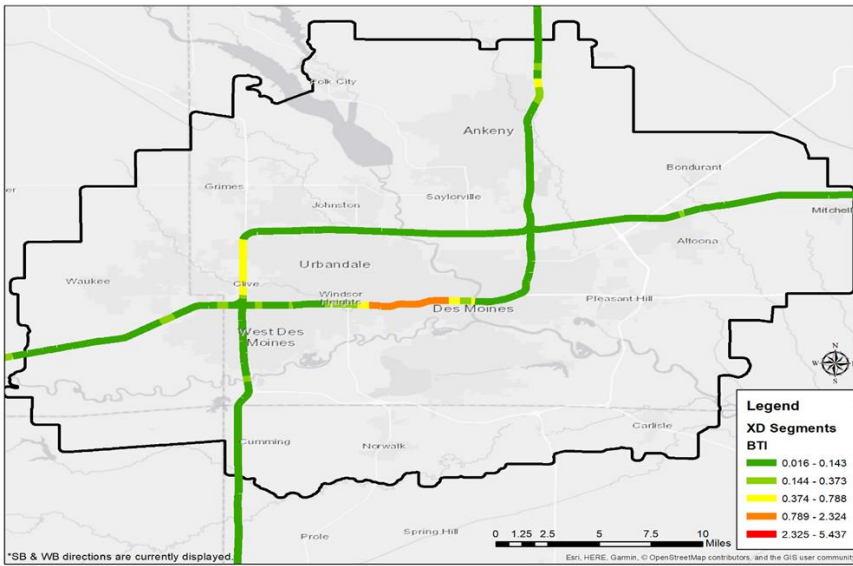 Polk City
Ankeny
Bondurant
Grimes
Saylorville
Johnston
Mitchell
Altoona
Urbandale
Waukee
Clive
Windsor
Heights
Pleasant Hill
Des Moines
West Des
Moines
N
W
S
Carlisle
Cumming
Norwalk
Prole
Spring Hill
Legend
XD Segments
BTI
0.016 - 0.143
0.144 - 0.373
0.374 - 0.788
0.789 - 2.324
2.325 - 5.437
0 1.25 2.5 5 7.5 10
Miles
*SB & WB directions are currently displayed.
Esri, HERE, Garmin, © OpenStreetMap contributors, and the GIS user community